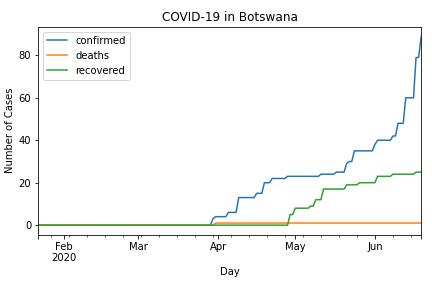 COVID-19 in Botswana
confirmed
deaths
recovered
Number of Cases
80
60
40
20
0
Feb
2020
Mar
Apr
May
Jun
Day